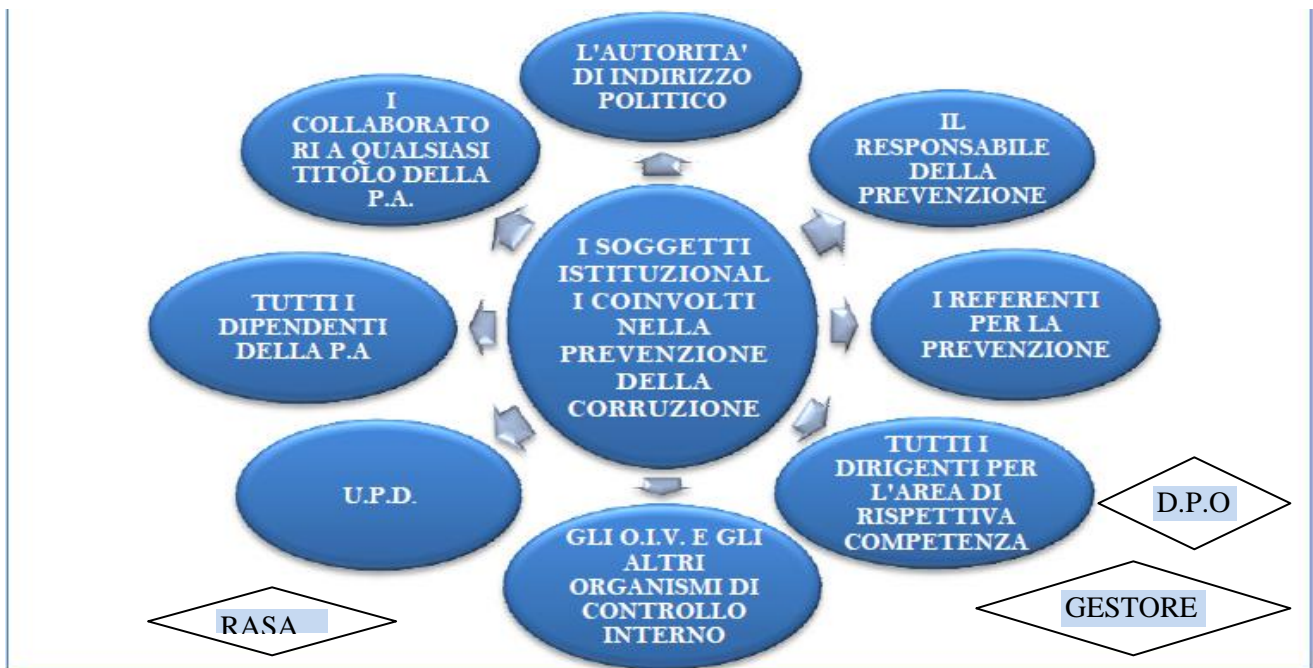 L'AUTORITA'
DI INDIRIZZO
POLITICO
IL
RESPONSABILE
DELLA
PREVENZIONE
I REFERENTI
PER LA
PREVENZIONE
TUTTI I
DIRIGENTI PER
L'AREA DI
RISPETTIVA
COMPETENZA
GLI O.I.V. E GLI
ALTRI
ORGANISMI DI
CONTROLLO
INTERNO
U.P.D.
TUTTI I
DIPENDENTI
DELLA P.A
I
COLLABORATO
RI A QUALSIASI
TITOLO DELLA
P.A.
I SOGGETTI
ISTITUZIONAL
I COINVOLTI
NELLA
PREVENZIONE
DELLA
CORRUZIONE
D.P.O
GESTORE
RASA